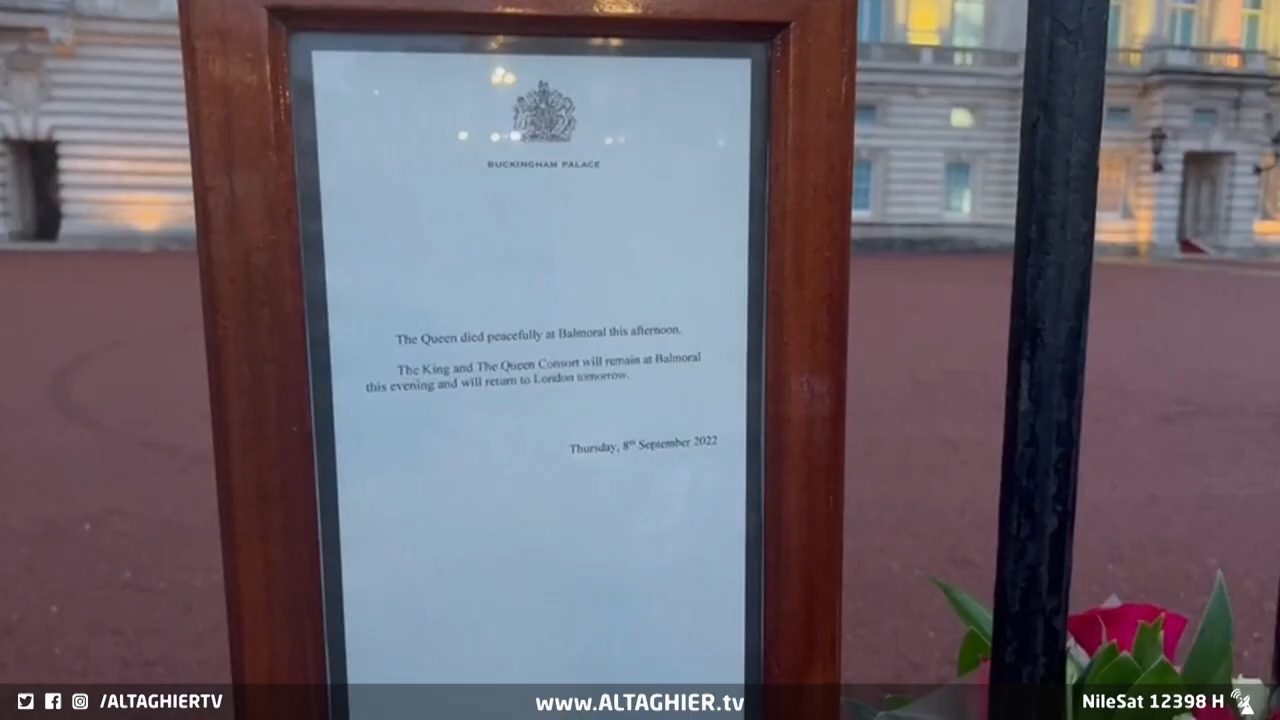 BUCKINGHAM PALACE
The Queen died peacefully at Balmoral this afternoon.
The King and The Queen Consort will remain at Balmoral
this evening and will return to London tomorrow.
Thursday, 8th September 2022
/ALTAGHIERTV
www.ALTAGHIER.tv
NileSat 12398 H